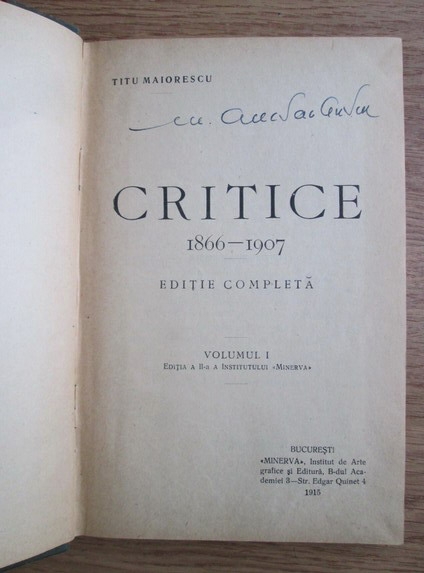 TITU MAIORESCU
CRITICE
1866—1907
EDIȚIE COMPLETĂ
VOLUMUL I
EDIȚIA A II-a A INSTITUTULUI «MINERVA»
BUCUREȘTI
«MINERVA», Institut de Arte
grafice și Editură, B-dul Aca-
demiei 3—Str. Edgar Quinet 4
1915